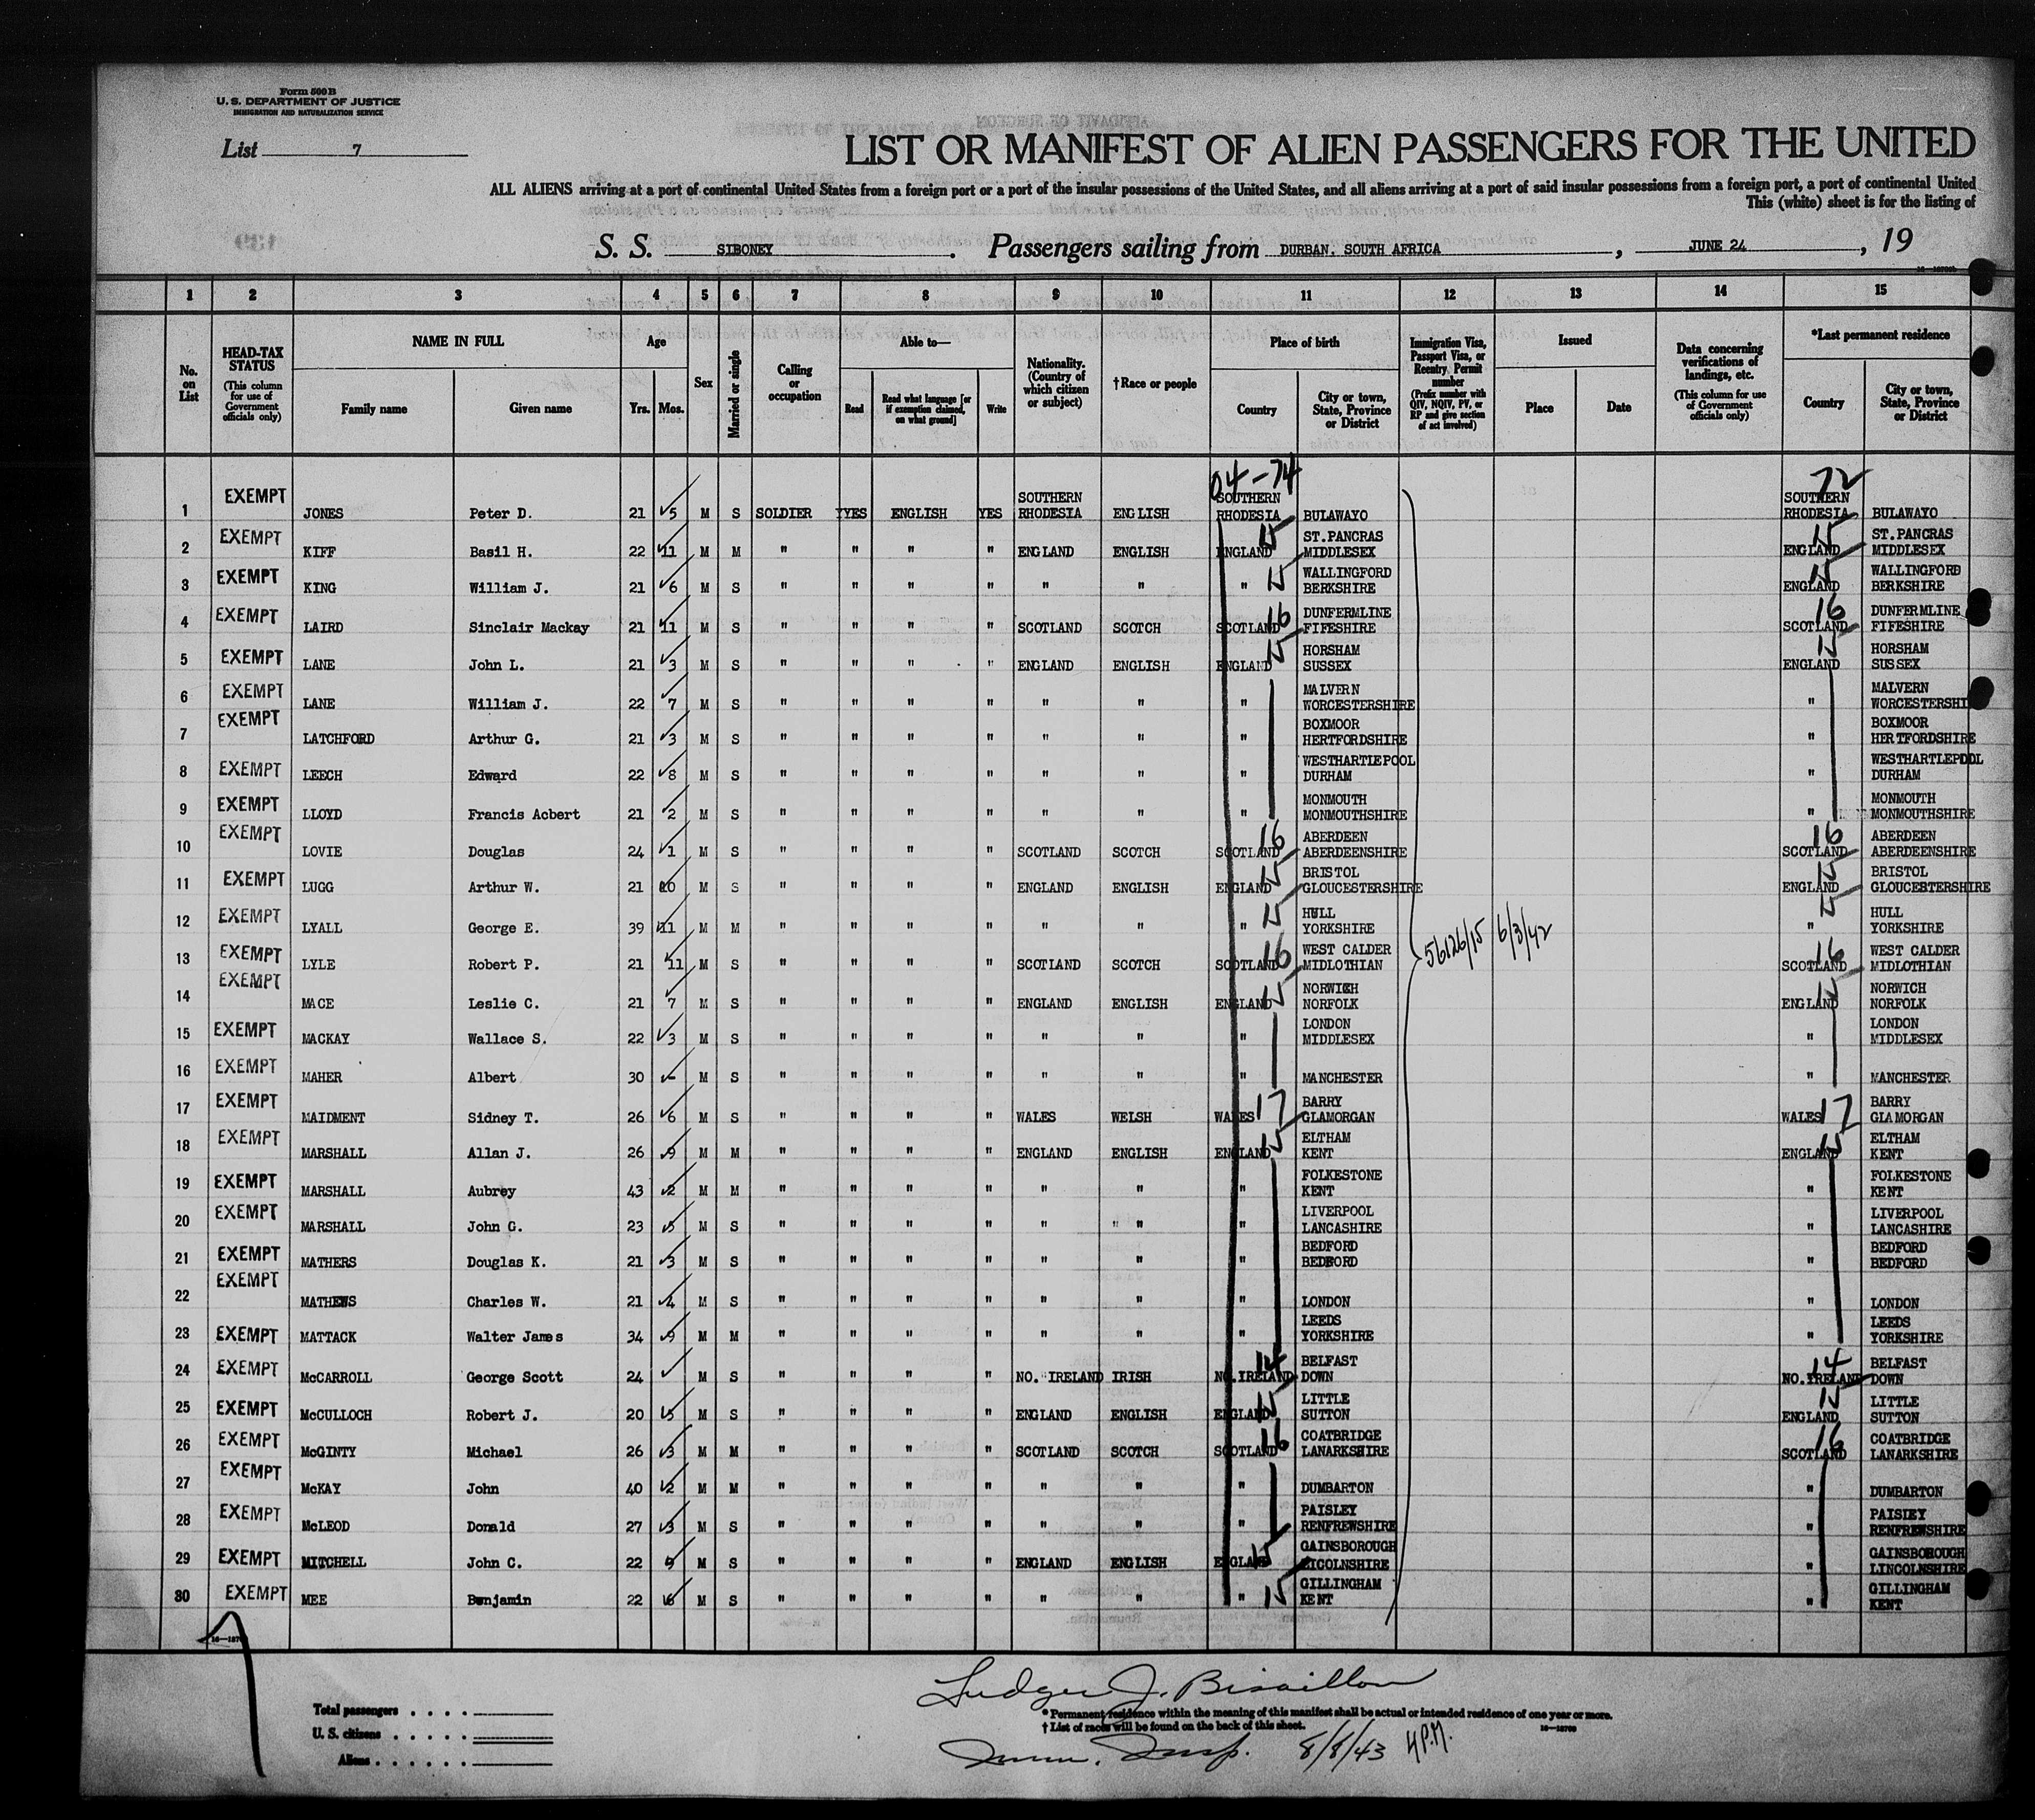 Form 500 B
U. S. DEPARTMENT OF JUSTICE
IMMIGRATION AND NATURALIZATION SERVICE
List 7
LIST OR MANIFEST OF ALIEN PASSENGERS FOR THE UNITED
ALL ALIENS arriving at a port of continental United States from a foreign port or a port of the insular possessions of the United States, and all aliens arriving at a port of said insular possessions from a foreign port, a port of continental United
This (white) sheet is for the listing of
S. S. SIBONEY. Passengers sailing from DURBAN, SOUTH AFRICA, JUNE 24, 19
1 2 3 4 5 6 7 8 9 10 11 12 13 14 15
No. on List
HEAD-TAX STATUS (This column for use of Government officials only)
NAME IN FULL Family name Given name
Age Yrs. Mos.
Sex
Married or single
Calling or occupation
Able to— Read Read what language [or if exemption claimed, on what ground] Write
Nationality. (Country of which citizen or subject)
†Race or people
Place of birth Country City or town, State, Province or District
Immigration Visa, Passport Visa, or Reentry Permit number (Prefix number with QIV, NQIV, PV, or RP and give section of act involved)
Issued Place Date
Data concerning verifications of landings, etc. (This column for use of Government officials only)
*Last permanent residence Country City or town, State, Province or District
04-74 72
1 EXEMPT JONES Peter D. 21 5 M S SOLDIER YES ENGLISH YES SOUTHERN RHODESIA ENGLISH SOUTHERN RHODESIA BULAWAYO SOUTHERN RHODESIA BULAWAYO
2 EXEMPT KIFF Basil H. 22 11 M M " " " " ENGLAND ENGLISH ENGLAND 15 ST.PANCRAS MIDDLESEX ENGLAND 15 ST.PANCRAS MIDDLESEX
3 EXEMPT KING William J. 21 6 M S " " " " " " " 15 WALLINGFORD BERKSHIRE ENGLAND 15 WALLINGFORD BERKSHIRE
4 EXEMPT LAIRD Sinclair Mackay 21 11 M S " " " " SCOTLAND SCOTCH SCOTLAND 16 DUNFERMLINE FIFESHIRE SCOTLAND 16 DUNFERMLINE FIFESHIRE
5 EXEMPT LANE John L. 21 3 M S " " " " ENGLAND ENGLISH ENGLAND 15 HORSHAM SUSSEX ENGLAND 15 HORSHAM SUSSEX
6 EXEMPT LANE William J. 22 7 M S " " " " " " " MALVERN WORCESTERSHIRE " MALVERN WORCESTERSHI
7 EXEMPT LATCHFORD Arthur G. 21 3 M S " " " " " " " BOXMOOR HERTFORDSHIRE " BOXMOOR HERTFORDSHIRE
8 EXEMPT LEECH Edward 22 8 M S " " " " " " " WESTHARTLEPOOL DURHAM " WESTHARTLEPOOL DURHAM
9 EXEMPT LLOYD Francis Acbert 21 2 M S " " " " " " " MONMOUTH MONMOUTHSHIRE " MONMOUTH MONMOUTHSHIRE
10 EXEMPT LOVIE Douglas 24 1 M S " " " " SCOTLAND SCOTCH SCOTLAND 16 ABERDEEN ABERDEENSHIRE SCOTLAND 16 ABERDEEN ABERDEENSHIRE
11 EXEMPT LUGG Arthur W. 21 10 M S " " " " ENGLAND ENGLISH ENGLAND 15 BRISTOL GLOUCESTERSHIRE ENGLAND 15 BRISTOL GLOUCESTERSHIRE
12 EXEMPT LYALL George E. 39 11 M M " " " " " " " 15 HULL YORKSHIRE " 15 HULL YORKSHIRE
56126/15 6/3/42
13 EXEMPT LYLE Robert P. 21 11 M S " " " " SCOTLAND SCOTCH SCOTLAND 16 WEST CALDER MIDLOTHIAN SCOTLAND 16 WEST CALDER MIDLOTHIAN
14 EXEMPT MACE Leslie C. 21 7 M S " " " " ENGLAND ENGLISH ENGLAND 15 NORWICH NORFOLK ENGLAND 15 NORWICH NORFOLK
15 EXEMPT MACKAY Wallace S. 22 3 M S " " " " " " " LONDON MIDDLESEX " LONDON MIDDLESEX
16 EXEMPT MAHER Albert 30 - M S " " " " " " " MANCHESTER " MANCHESTER
17 EXEMPT MAIDMENT Sidney T. 26 6 M S " " " " WALES WELSH WALES 17 BARRY GLAMORGAN WALES 17 BARRY GLAMORGAN
18 EXEMPT MARSHALL Allan J. 26 9 M M " " " " ENGLAND ENGLISH ENGLAND 15 ELTHAM KENT ENGLAND 15 ELTHAM KENT
19 EXEMPT MARSHALL Aubrey 43 2 M M " " " " " " " FOLKESTONE KENT " FOLKESTONE KENT
20 EXEMPT MARSHALL John G. 23 5 M S " " " " " " " LIVERPOOL LANCASHIRE " LIVERPOOL LANCASHIRE
21 EXEMPT MATHERS Douglas K. 21 3 M S " " " " " " " BEDFORD BEDFORD " BEDFORD BEDFORD
22 EXEMPT MATHEWS Charles W. 21 4 M S " " " " " " " LONDON " LONDON
23 EXEMPT MATTACK Walter James 34 9 M M " " " " " " " LEEDS YORKSHIRE " LEEDS YORKSHIRE
24 EXEMPT McCARROLL George Scott 24 M S " " " " NO. IRELAND IRISH NO. IRELAND 14 BELFAST DOWN NO. IRELAND 14 BELFAST DOWN
25 EXEMPT McCULLOCH Robert J. 20 5 M S " " " " ENGLAND ENGLISH ENGLAND 15 LITTLE SUTTON ENGLAND 15 LITTLE SUTTON
26 EXEMPT McGINTY Michael 26 3 M M " " " " SCOTLAND SCOTCH SCOTLAND 16 COATBRIDGE LANARKSHIRE SCOTLAND 16 COATBRIDGE LANARKSHIRE
27 EXEMPT McKAY John 40 2 M M " " " " " " " DUMBARTON " DUMBARTON
28 EXEMPT McLEOD Donald 27 3 M S " " " " " " " PAISLEY RENFREWSHIRE " PAISLEY RENFREWSHIRE
29 EXEMPT MITCHELL John C. 22 9 M S " " " " ENGLAND ENGLISH ENGLAND 15 GAINSBOROUGH LICOLNSHIRE " GAINSBOROUGH LINCOLNSHIRE
30 EXEMPT MEE Benjamin 22 6 M S " " " " " " " 15 GILLINGHAM KENT " GILLINGHAM KENT
Ludger J. Bisaillon
Total passengers . . . .
* Permanent residence within the meaning of this manifest shall be actual or intended residence of one year or more.
U. S. citizens . . . . .
† List of races will be found on the back of this sheet.
Aliens . . . . . .
Imm. Insp. 8/8/43 4 P.M.